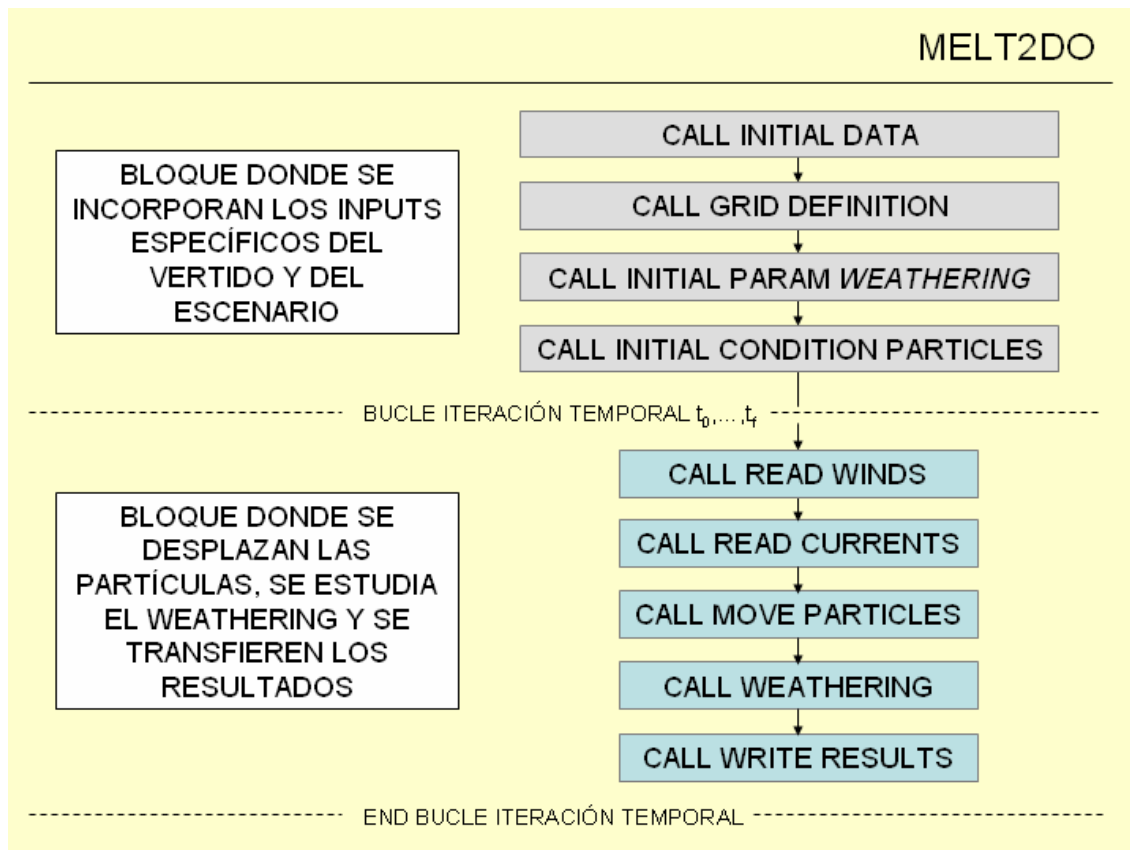 MELT2DO
BLOQUE DONDE SE
INCORPORAN LOS INPUTS
ESPECÍFICOS DEL
VERTIDO Y DEL
ESCENARIO
CALL INITIAL DATA
CALL GRID DEFINITION
CALL INITIAL PARAM WEATHERING
CALL INITIAL CONDITION PARTICLES
BUCLE ITERACIÓN TEMPORAL t0,...,tf
BLOQUE DONDE SE
DESPLAZAN LAS
PARTÍCULAS, SE ESTUDIA
EL WEATHERING Y SE
TRANSFIEREN LOS
RESULTADOS
CALL READ WINDS
CALL READ CURRENTS
CALL MOVE PARTICLES
CALL WEATHERING
CALL WRITE RESULTS
END BUCLE ITERACIÓN TEMPORAL